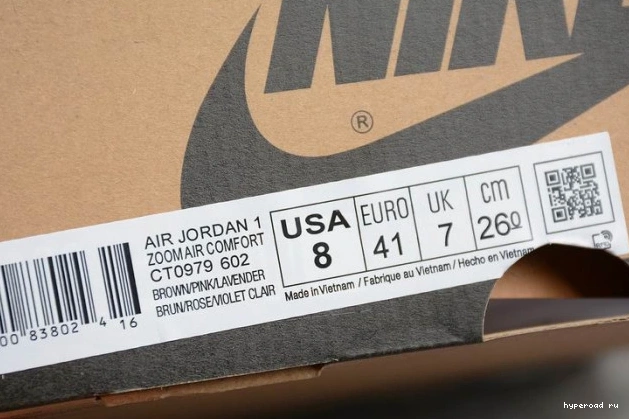 NIKE
®
AIR JORDAN 1
ZOOM AIR COMFORT
CT0979 602
BROWN/PINK/LAVENDER
BRUN/ROSE/VIOLET CLAIR
USA EURO UK cm
8 41 7 26.0
Made in Vietnam / Fabrique au Vietnam / Hecho en Vietnam
00 83802 4 16
hyperoad ru